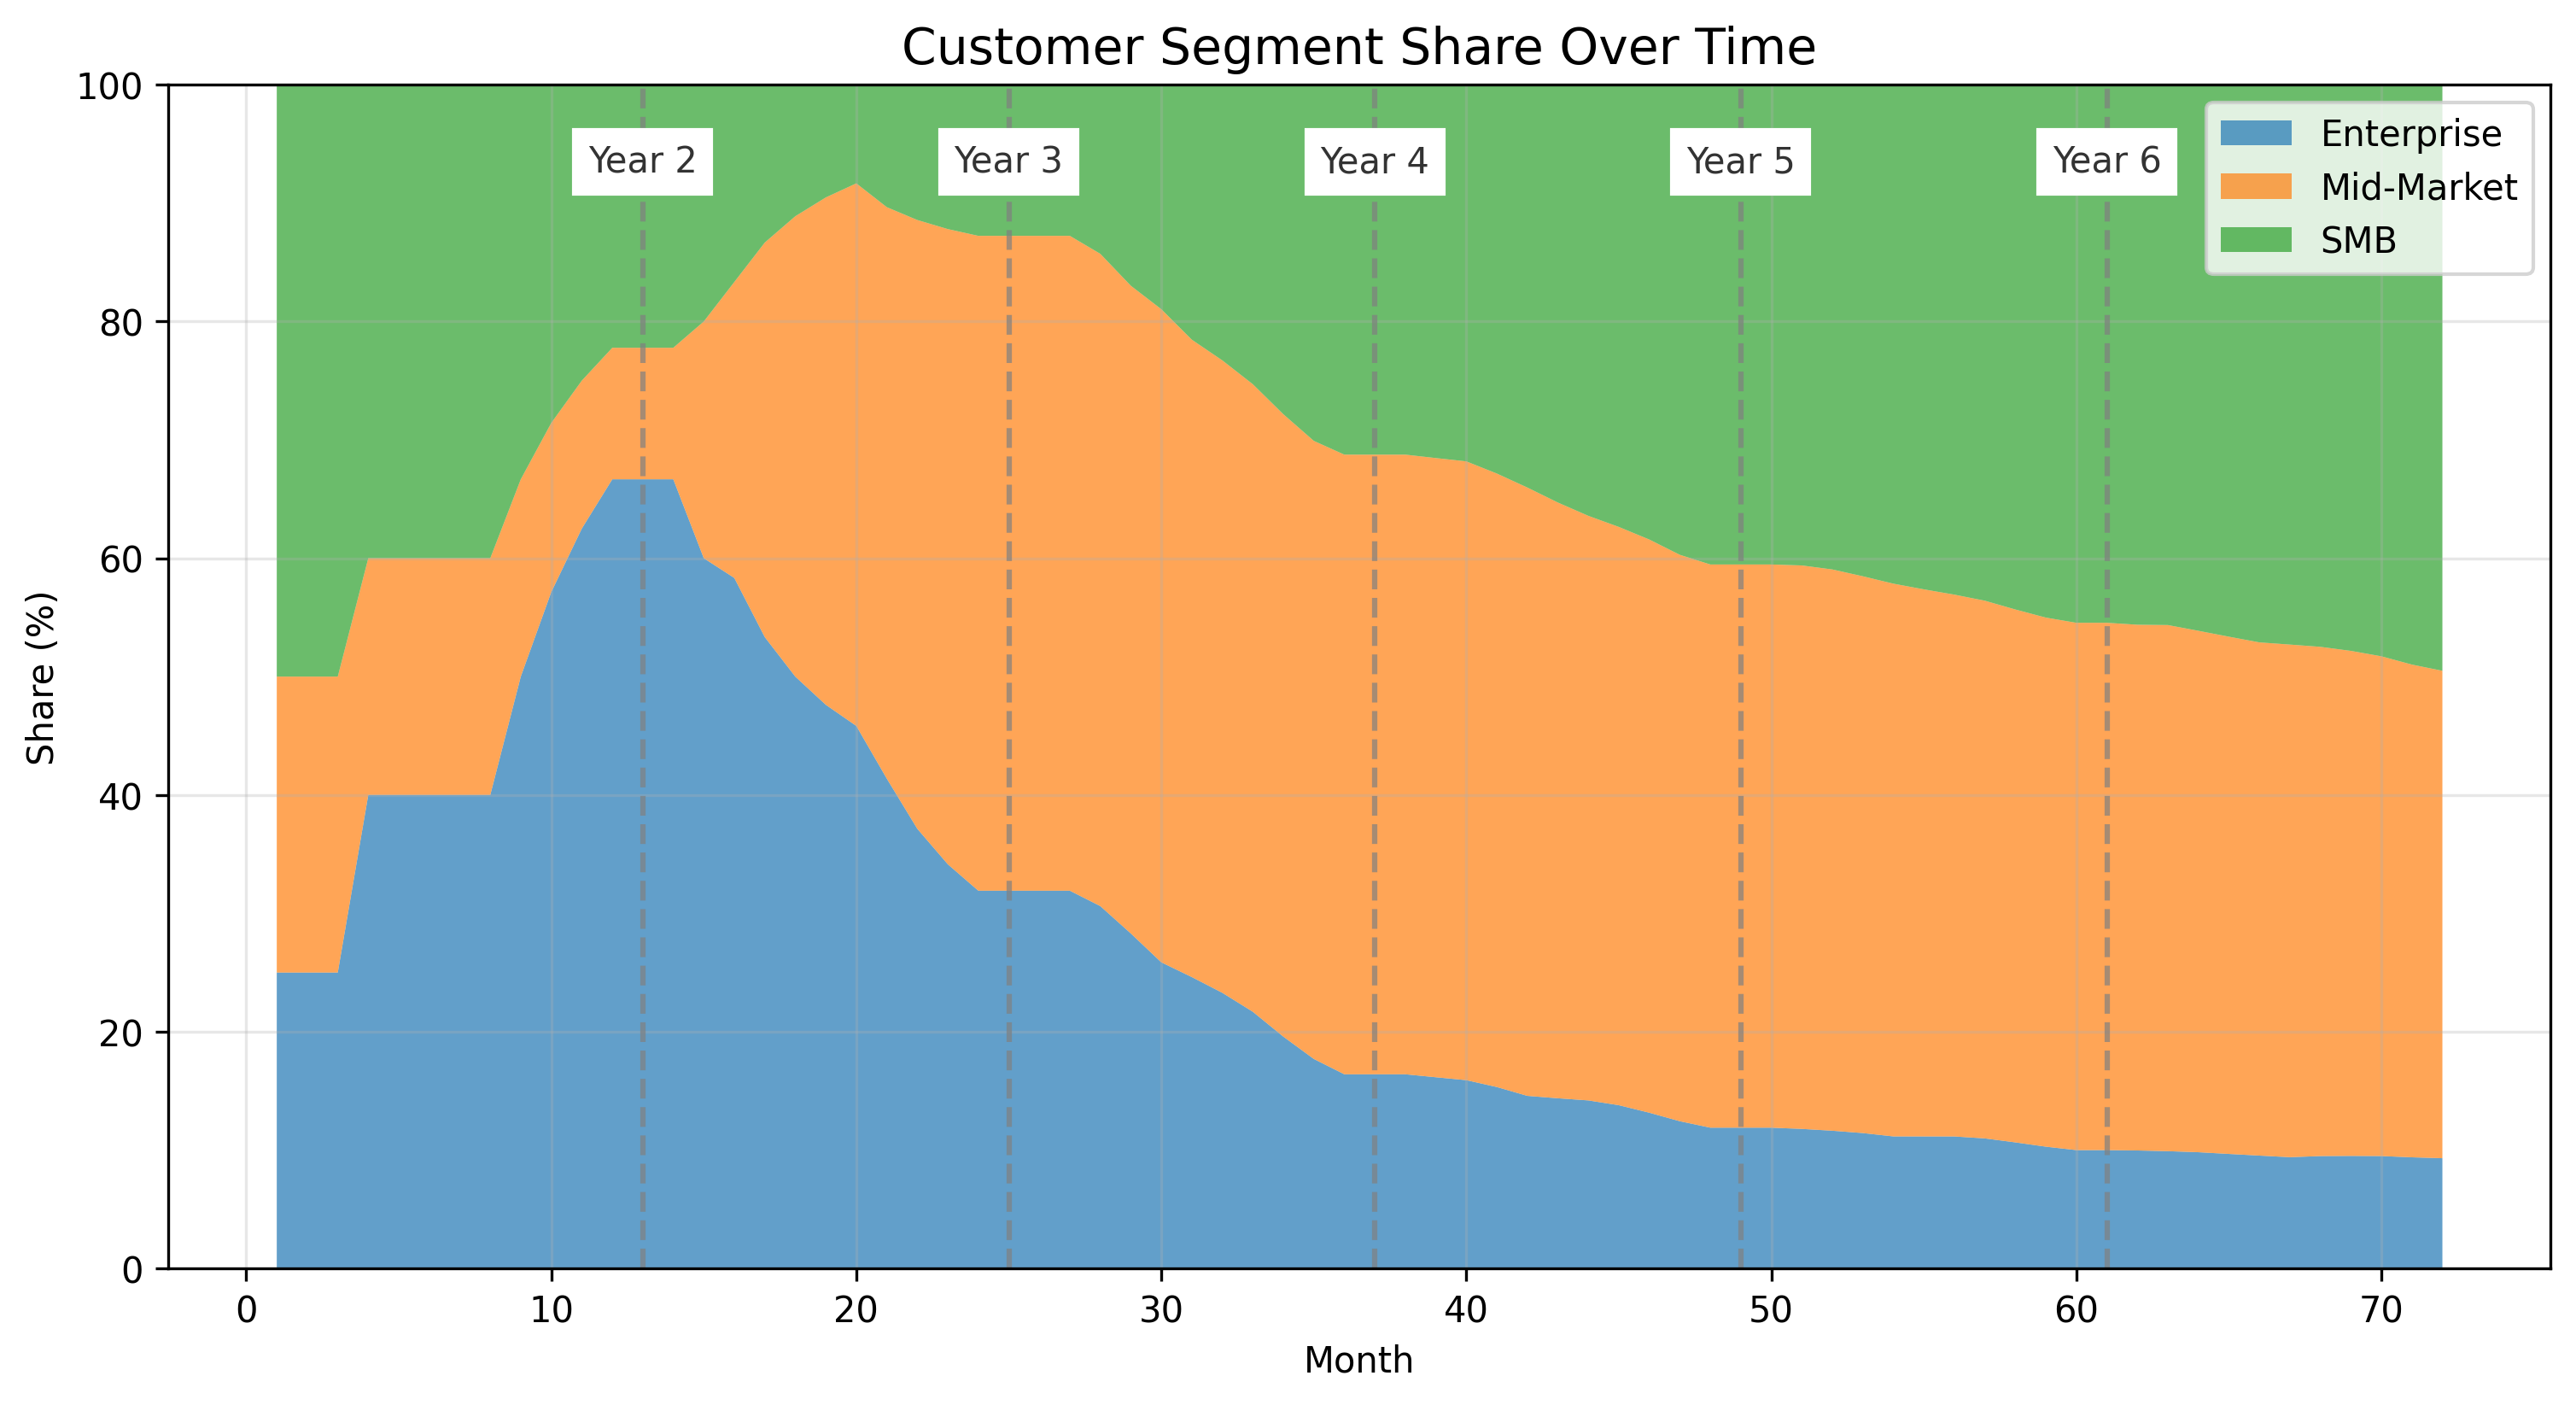 Customer Segment Share Over Time
100
80
60
40
20
0
Share (%)
Year 2
Year 3
Year 4
Year 5
Year 6
Enterprise
Mid-Market
SMB
0 10 20 30 40 50 60 70
Month